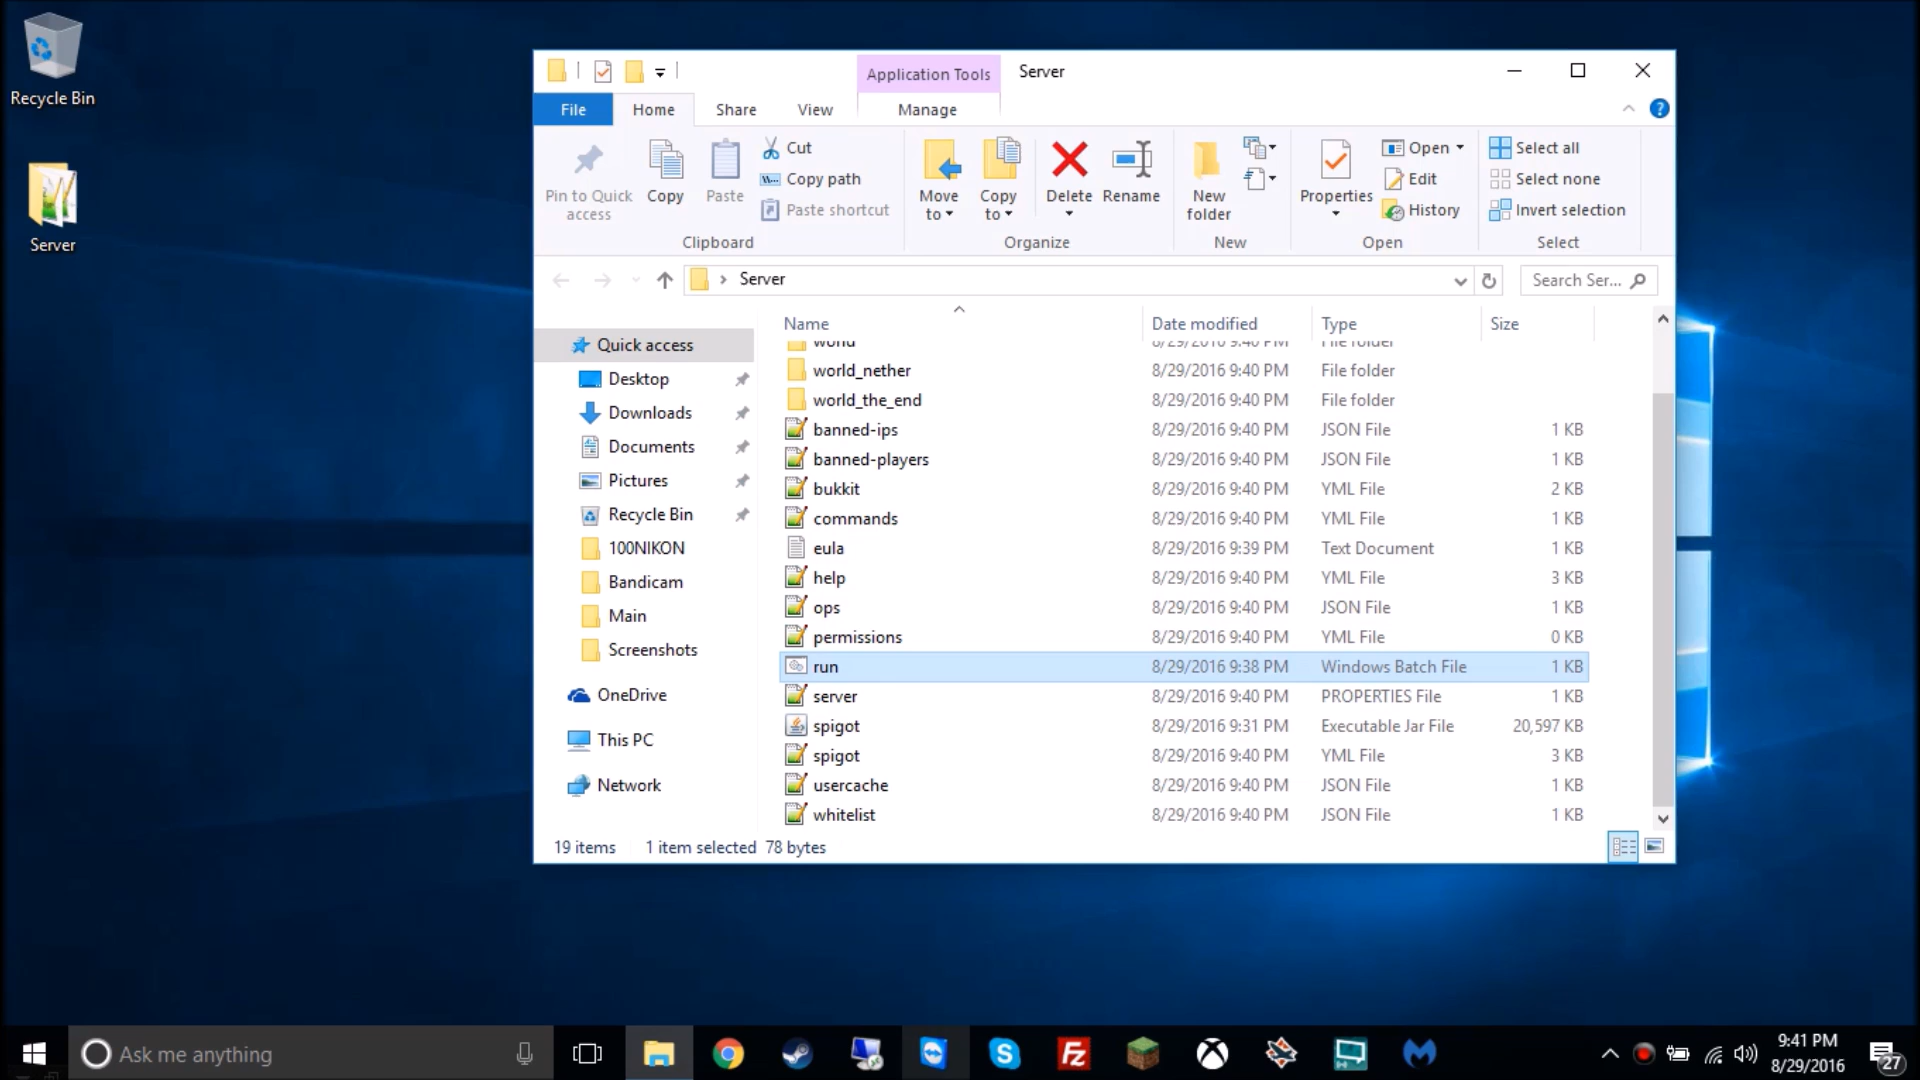 Recycle Bin
Server
Application Tools
Server
File
Home
Share
View
Manage
Pin to Quick access
Copy
Paste
Cut
Copy path
Paste shortcut
Clipboard
Move to
Copy to
Delete
Rename
Organize
New folder
New
Properties
Open
Edit
History
Open
Select all
Select none
Invert selection
Select
Server
Search Ser...
Name Date modified Type Size
world 8/29/2016 9:40 PM File folder
world_nether 8/29/2016 9:40 PM File folder
world_the_end 8/29/2016 9:40 PM File folder
banned-ips 8/29/2016 9:40 PM JSON File 1 KB
banned-players 8/29/2016 9:40 PM JSON File 1 KB
bukkit 8/29/2016 9:40 PM YML File 2 KB
commands 8/29/2016 9:40 PM YML File 1 KB
eula 8/29/2016 9:39 PM Text Document 1 KB
help 8/29/2016 9:40 PM YML File 3 KB
ops 8/29/2016 9:40 PM JSON File 1 KB
permissions 8/29/2016 9:40 PM YML File 0 KB
run 8/29/2016 9:38 PM Windows Batch File 1 KB
server 8/29/2016 9:40 PM PROPERTIES File 1 KB
spigot 8/29/2016 9:31 PM Executable Jar File 20,597 KB
spigot 8/29/2016 9:40 PM YML File 3 KB
usercache 8/29/2016 9:40 PM JSON File 1 KB
whitelist 8/29/2016 9:40 PM JSON File 1 KB
Quick access
Desktop
Downloads
Documents
Pictures
Recycle Bin
100NIKON
Bandicam
Main
Screenshots
OneDrive
This PC
Network
19 items 1 item selected 78 bytes
Ask me anything
9:41 PM
8/29/2016
27